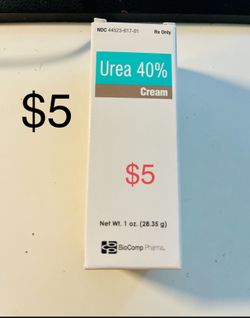 NDC 44523-617-01 Rx Only
Urea 40%
Cream
$5
$5
Net Wt. 1 oz. (28.35 g)
BioComp Pharma